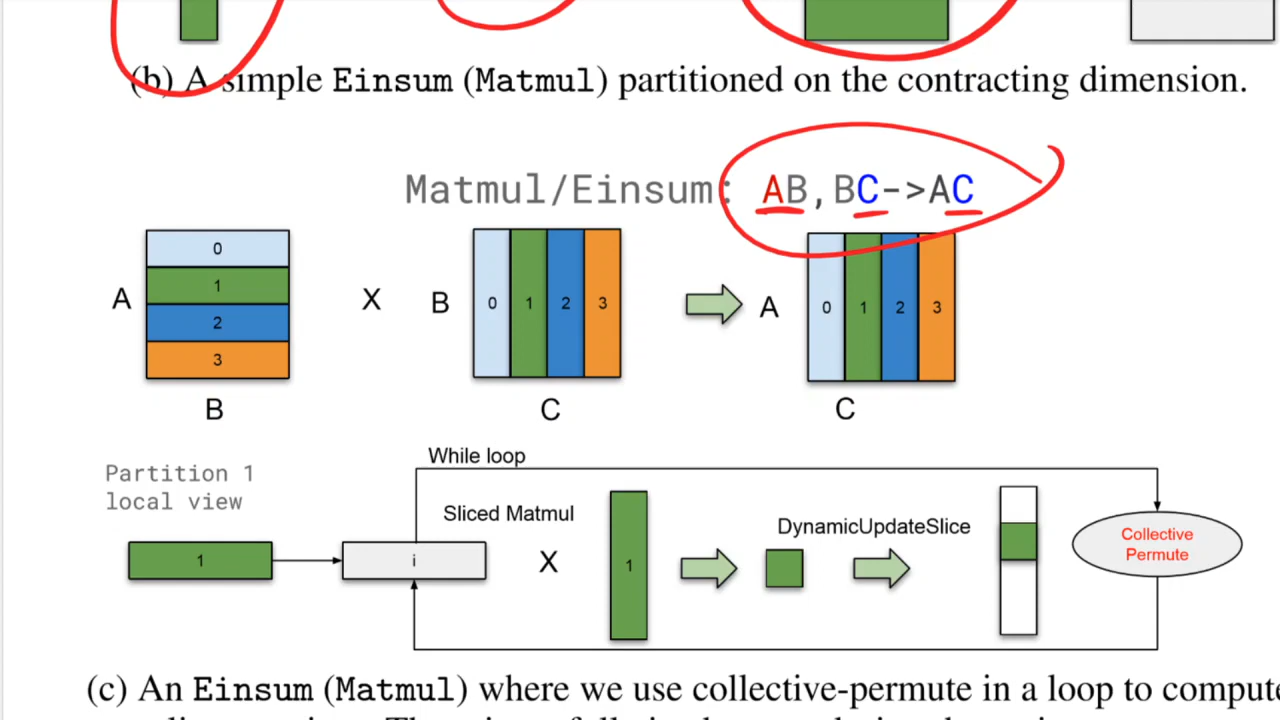 (b) A simple Einsum (Matmul) partitioned on the contracting dimension.
Matmul/Einsum: AB,BC->AC
0
1
2
3
A
B
X
B
0 1 2 3
C
A
0 1 2 3
C
Partition 1
local view
While loop
1
i
Sliced Matmul
X
1
DynamicUpdateSlice
Collective
Permute
(c) An Einsum (Matmul) where we use collective-permute in a loop to compute